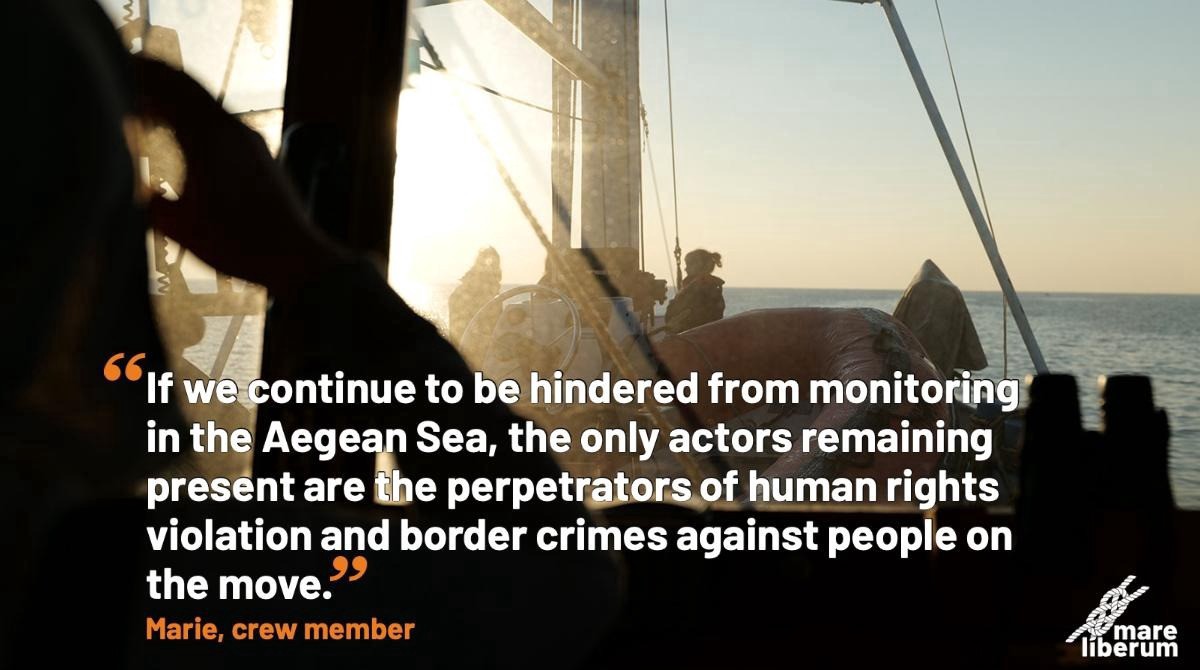 “If we continue to be hindered from monitoring
in the Aegean Sea, the only actors remaining
present are the perpetrators of human rights
violation and border crimes against people on
the move.”
Marie, crew member
mare
liberum